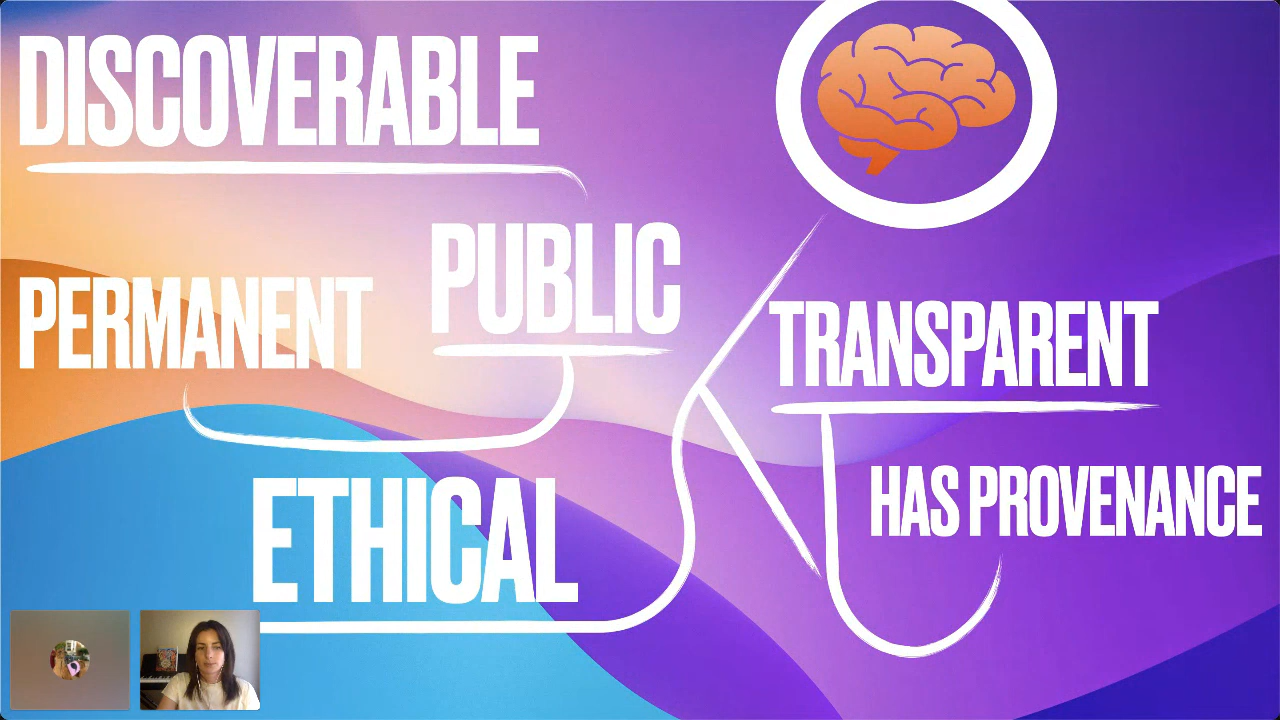 DISCOVERABLE
PUBLIC
PERMANENT
TRANSPARENT
HAS PROVENANCE
ETHICAL